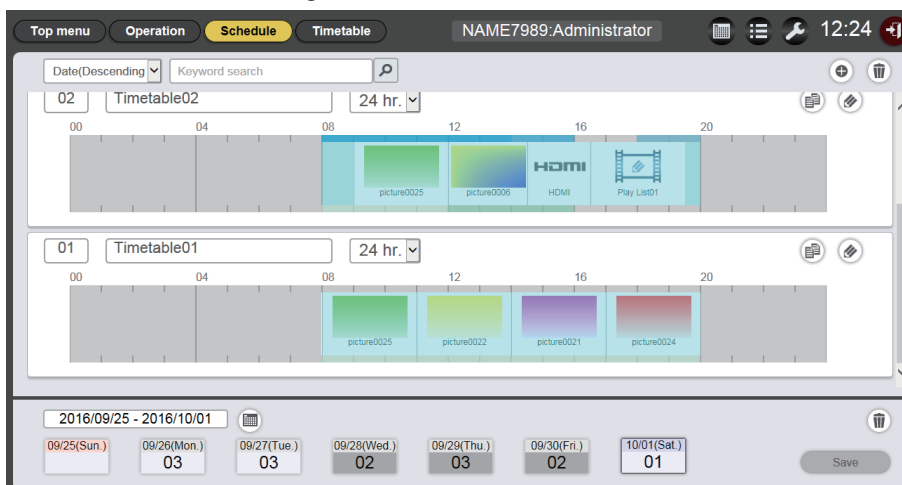 Top menu Operation Schedule Timetable NAME7989:Administrator 12:24
Date(Descending Keyword search
02 Timetable02 24 hr.
00 04 08 12 16 20
HDMI
picture0025 picture0006 HDMI Play List01
01 Timetable01 24 hr.
00 04 08 12 16 20
picture0025 picture0022 picture0021 picture0024
2016/09/25 - 2016/10/01
09/25(Sun.) 09/26(Mon.) 09/27(Tue.) 09/28(Wed.) 09/29(Thu.) 09/30(Fri.) 10/01(Sat.)
03 03 02 03 02 01 Save